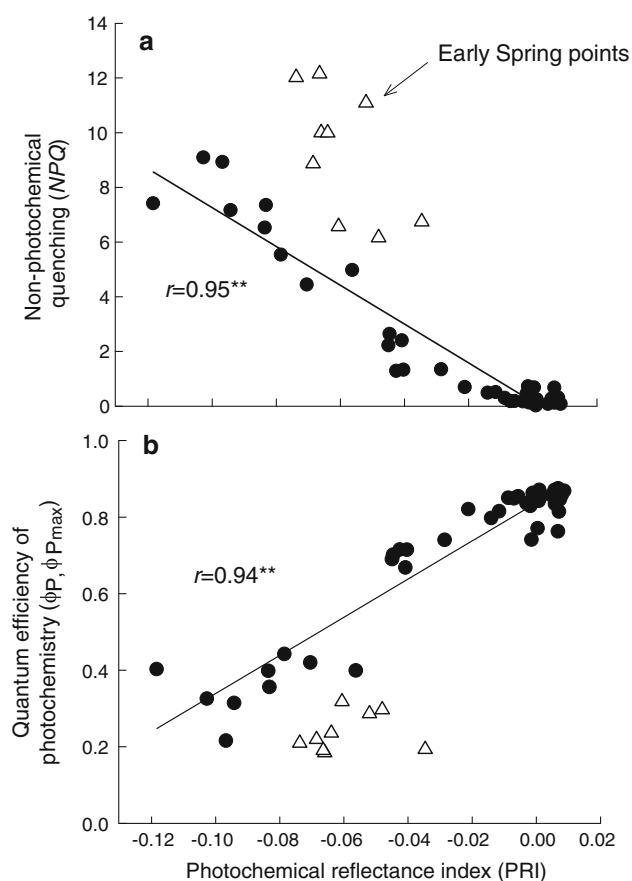 a
Early Spring points
Non-photochemical
quenching (NPQ)
14
12
10
8
6
4
2
0
r=0.95**
b
Quantum efficiency of
photochemistry (ϕP, ϕ Pmax)
1.0
0.8
0.6
0.4
0.2
0.0
r=0.94**
-0.12 -0.10 -0.08 -0.06 -0.04 -0.02 0.00 0.02
Photochemical reflectance index (PRI)